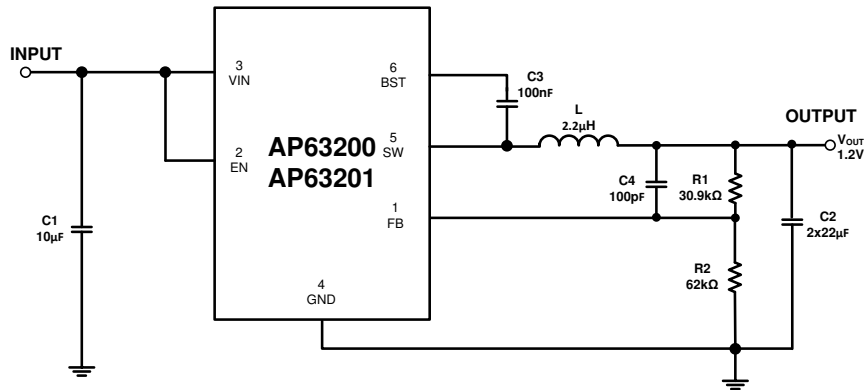 INPUT
3
VIN
2
EN
C1
10µF
AP63200
AP63201
6
BST
5
SW
1
FB
4
GND
C3
100nF
L
2.2µH
C4
100pF
R1
30.9kΩ
R2
62kΩ
OUTPUT
VOUT
1.2V
C2
2x22µF